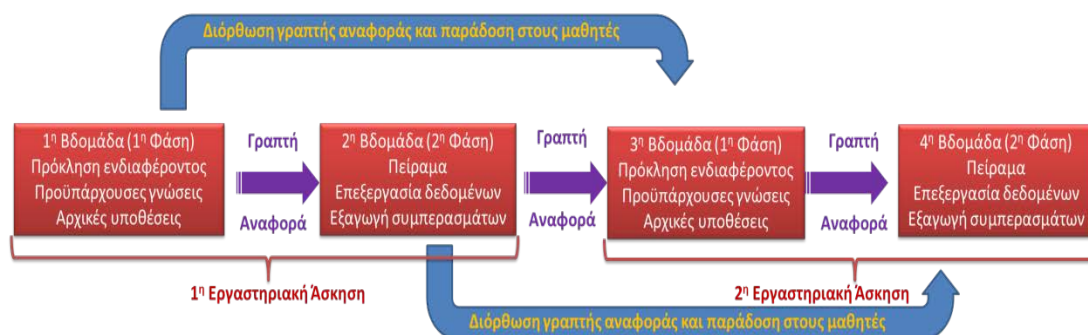 Διόρθωση γραπτής αναφοράς και παράδοση στους μαθητές
1η Βδομάδα (1η Φάση)
Πρόκληση ενδιαφέροντος
Προϋπάρχουσες γνώσεις
Αρχικές υποθέσεις
Γραπτή
Αναφορά
2η Βδομάδα (2η Φάση)
Πείραμα
Επεξεργασία δεδομένων
Εξαγωγή συμπερασμάτων
Γραπτή
Αναφορά
3η Βδομάδα (1η Φάση)
Πρόκληση ενδιαφέροντος
Προϋπάρχουσες γνώσεις
Αρχικές υποθέσεις
Γραπτή
Αναφορά
4η Βδομάδα (2η Φάση)
Πείραμα
Επεξεργασία δεδομένων
Εξαγωγή συμπερασμάτων
1η Εργαστηριακή Άσκηση
2η Εργαστηριακή Άσκηση
Διόρθωση γραπτής αναφοράς και παράδοση στους μαθητές